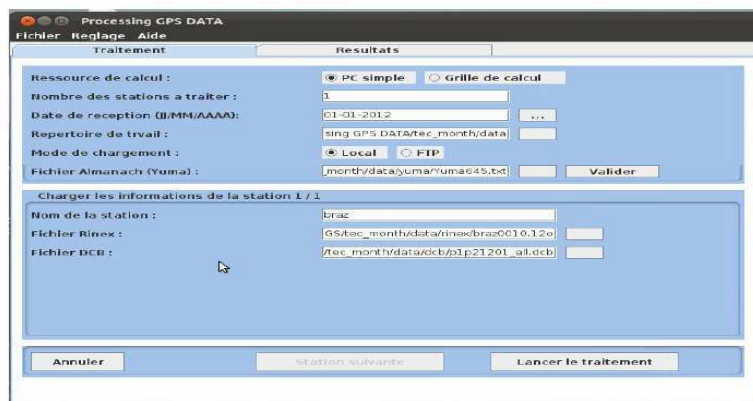 Processing GPS DATA
Fichier Reglage Aide
Traitement Resultats
Ressource de calcul : PC simple Grille de calcul
Nombre des stations a traiter : 1
Date de reception (JJ/MM/AAAA): 01-01-2012 ...
Repertoire de trvail : sing GPS DATA/tec_month/data
Mode de chargement : Local FTP
Fichier Almanach (Yuma) : _month/data/yuma/Yuma645.txt Valider
Charger les informations de la station 1 / 1
Nom de la station : braz
Fichier Rinex : GS/tec_month/data/rinex/braz0010.12o
Fichier DCB : /tec_month/data/dcb/p1p21201_all.dcb
Annuler Station suivante Lancer le traitement